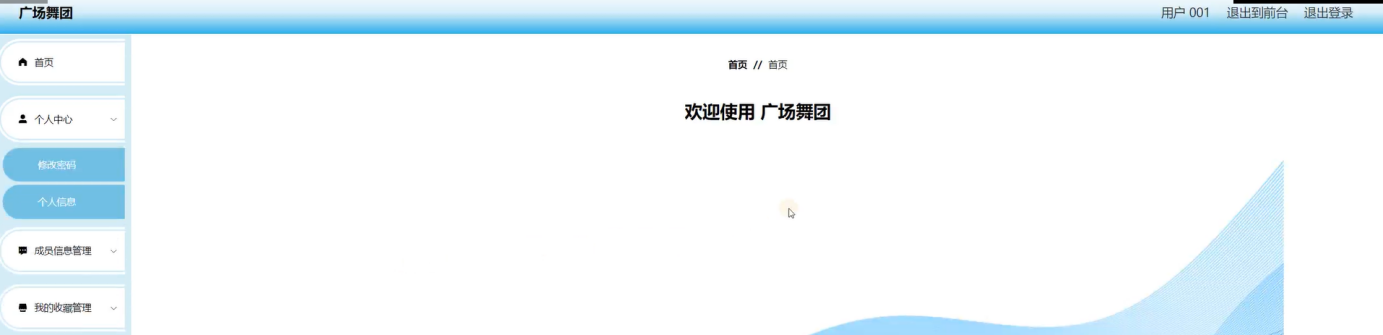 广场舞团
用户 001 退出到前台 退出登录
首页
首页 // 首页
欢迎使用 广场舞团
个人中心
修改密码
个人信息
成员信息管理
我的收藏管理